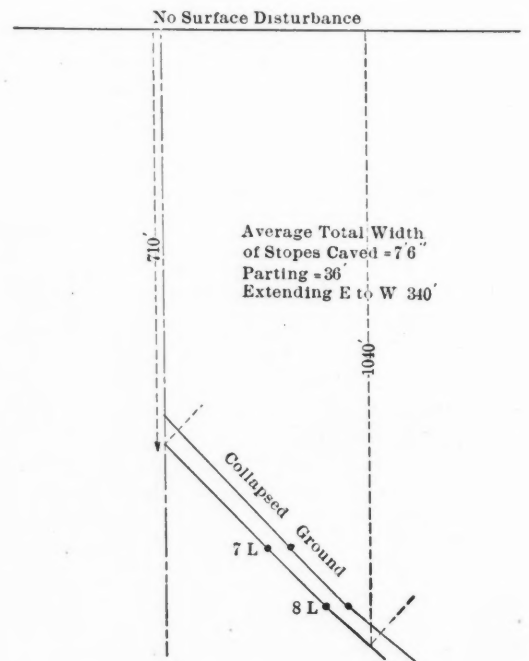 No Surface Disturbance
710'
Average Total Width
of Stopes Caved = 7'6"
Parting = 36'
Extending E to W 340'
1040'
Collapsed Ground
7 L
8 L